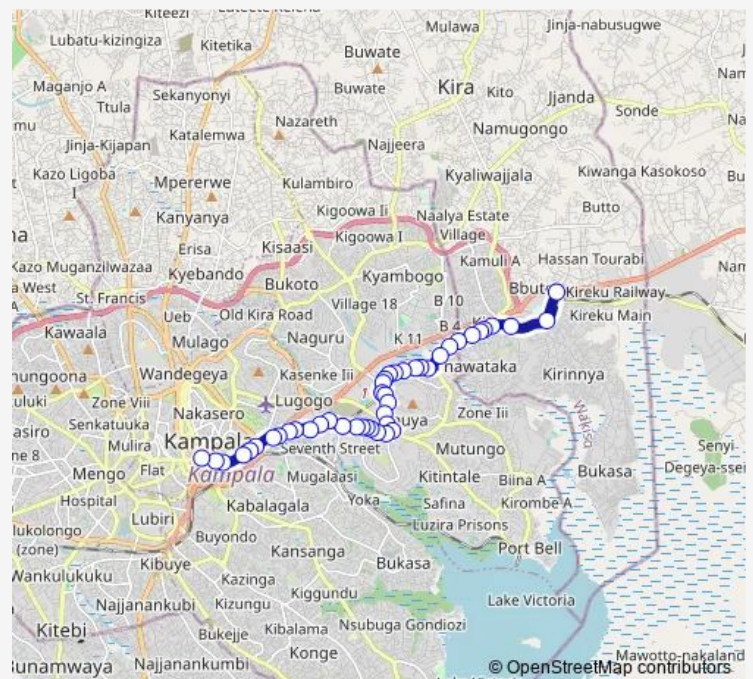 Kiteezi
Lubatu-kizingiza
Kitetika
Mulawa
Jinja-nabusugwe
Buwate
Maganjo A
Sekanyonyi
Buwate
Kira
Kito
Jjanda
Ttula
Sonde
Nazareth
Namugongo
Jinja-Kijapan
Katalemwa
Najjeera
Kazo Ligoba
I
Mpererwe
Kulambiro
Kyaliwajjala
Kiwanga Kasokoso
Kanyanya
Kigoowa Ii
Naalya Estate
Village
Butto
Erisa
Kisaasi
Kigoowa I
Kazo Muganzilwazaa
Kyebando
Kyambogo
Kamuli A
Hassan Tourabi
St. Francis
Bukoto
Kireku Railway
Kawaala
Ueb
Old Kira Road
Village 18
B 10
Kireku Main
Mulago
Naguru
K 11
B 4
Wandegeya
Kasenke Iii
nawataka
Kirinnya
Zone Viii
Nakasero
Lugogo
Senkatuuka
Zone Iii
Wakiso
Mulira
Kampala
Seventh Street
Mutungo
Senyi-
Degeya-sser
Mengo
Flat
Kampala
Mugalaasi
Kitintale
Biina A
Bukasa
Hospital
Kabalagala
Yoka
Safina
Kirombe A
Lubiri
Luzira Prisons
(zone)
Buyondo
Kansanga
Port Bell
Kibuye
Bukasa
Wankulukuku
Kazinga
Kiggundu
Lake Victoria
Najjanankubi
Kizungu
Kitebi
Bukejje
Kibalama
Nsubuga Gondiozi
Konge
Najjanankumbi
Mawotto-nakaland
© OpenStreetMap contributors